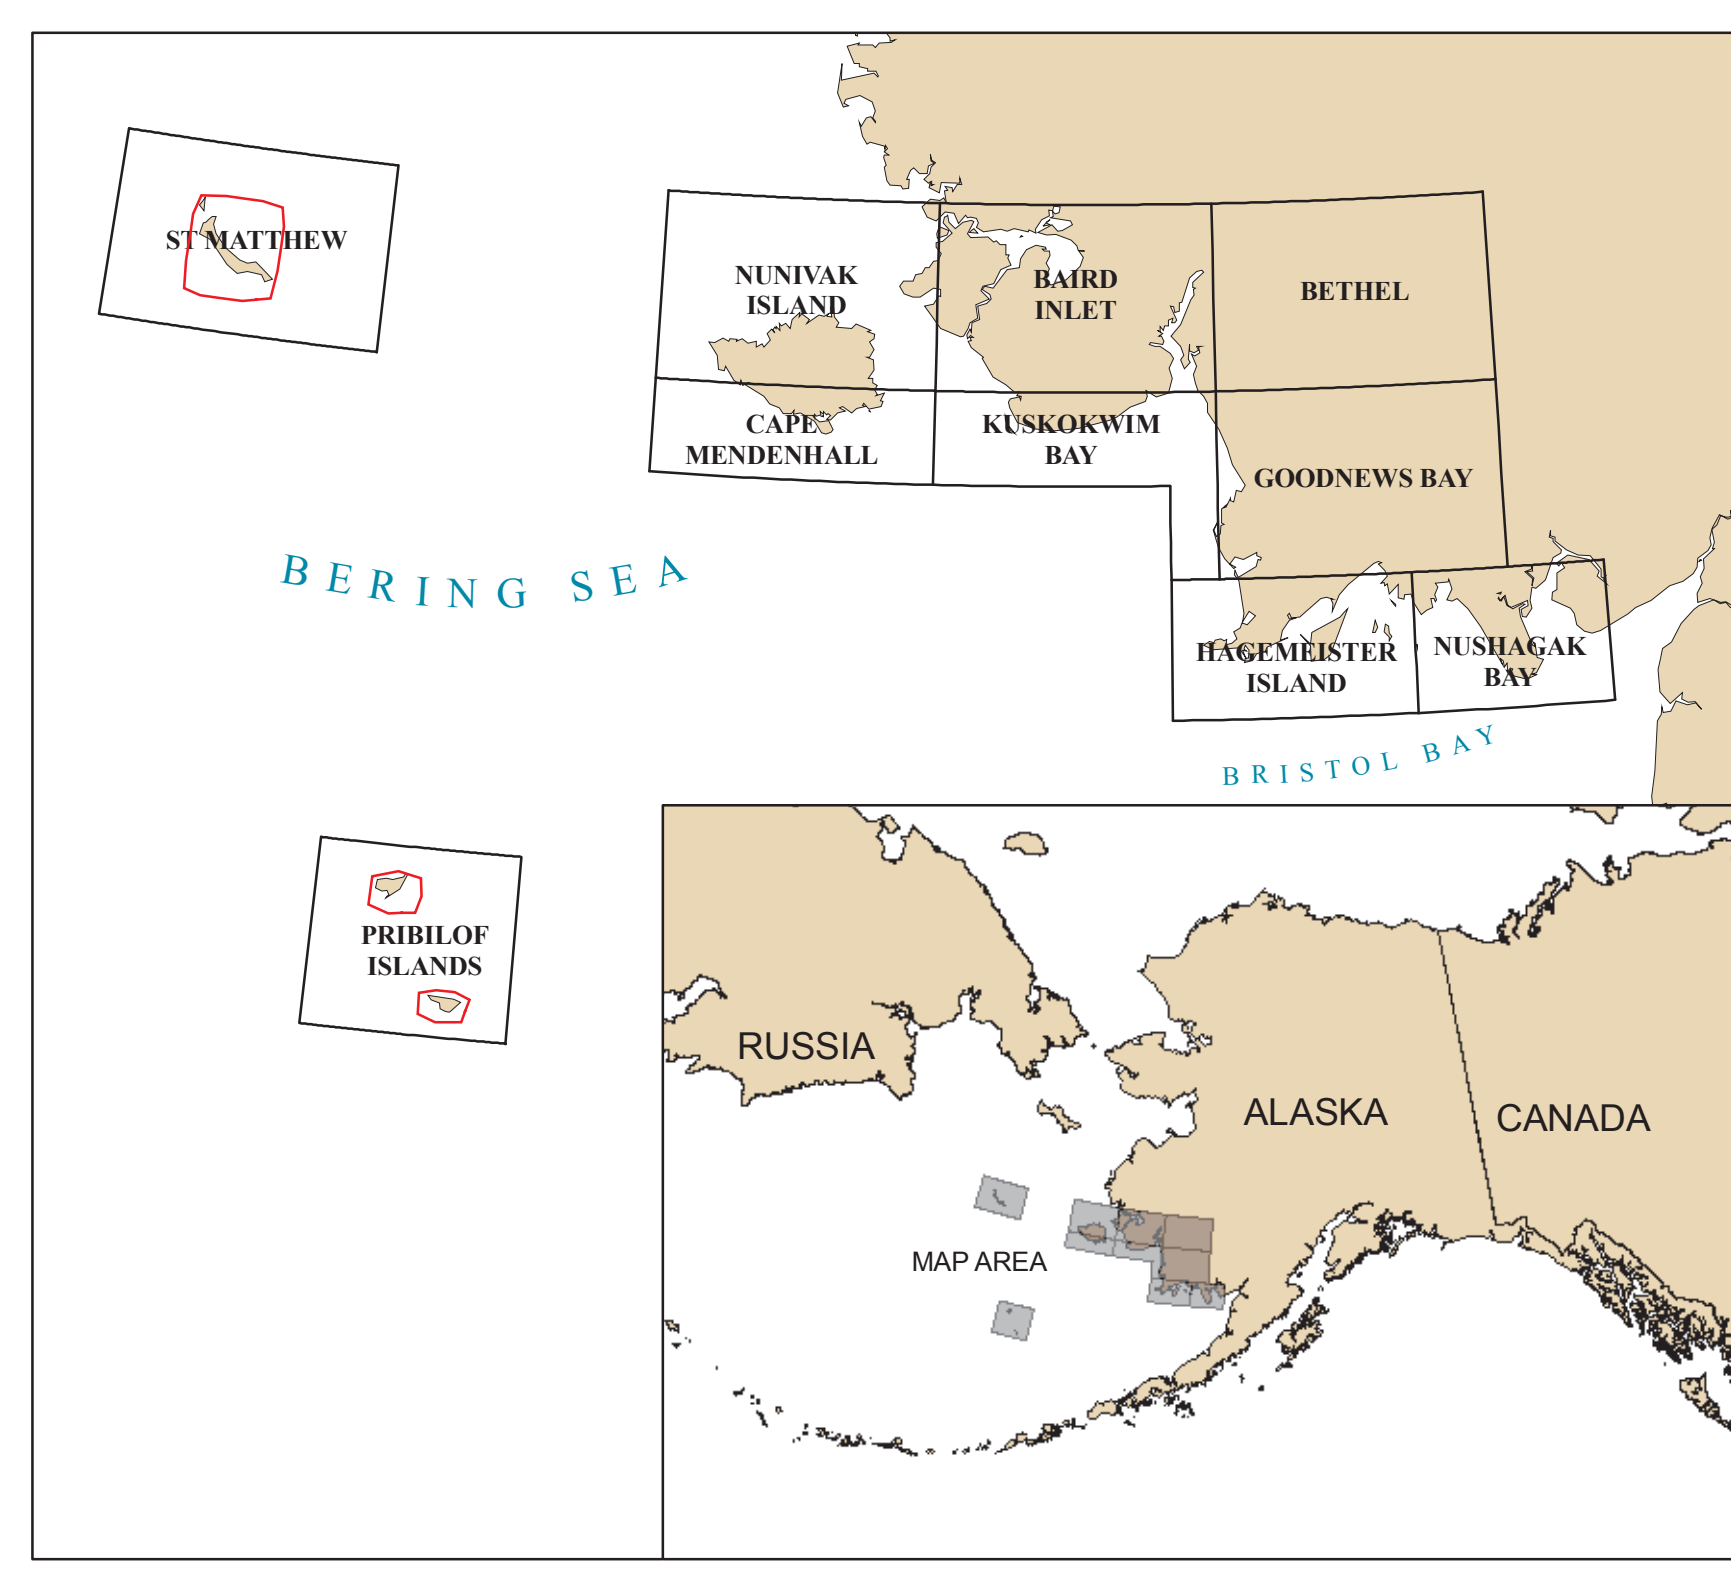 ST MATTHEW
NUNIVAK
ISLAND
BAIRD
INLET
BETHEL
CAPE
MENDENHALL
KUSKOKWIM
BAY
GOODNEWS BAY
BERING SEA
HAGEMEISTER
ISLAND
NUSHAGAK
BAY
BRISTOL BAY
PRIBILOF
ISLANDS
RUSSIA
ALASKA
CANADA
MAP AREA